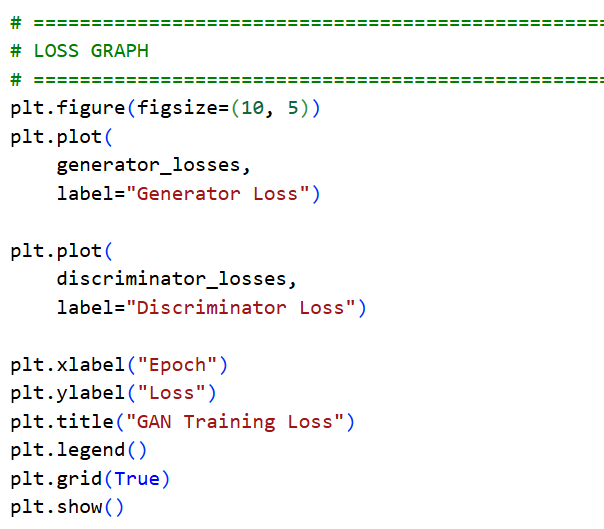 # =================================================
# LOSS GRAPH
# =================================================
plt.figure(figsize=(10, 5))
plt.plot(
    generator_losses,
    label="Generator Loss")
plt.plot(
    discriminator_losses,
    label="Discriminator Loss")
plt.xlabel("Epoch")
plt.ylabel("Loss")
plt.title("GAN Training Loss")
plt.legend()
plt.grid(True)
plt.show()